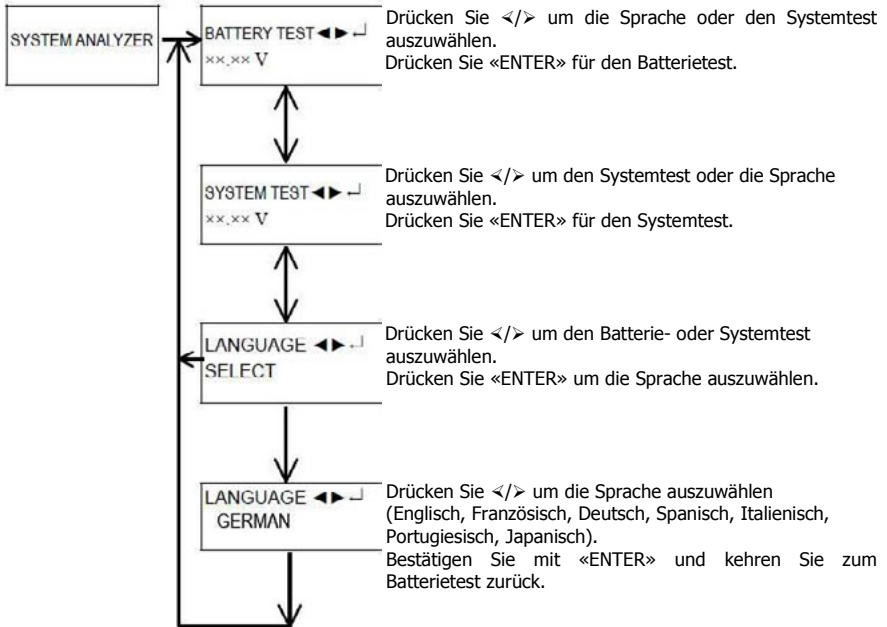 SYSTEM ANALYZER
BATTERY TEST◄►↵
××.×× V
Drücken Sie ⮘/⮚ um die Sprache oder den Systemtest
auszuwählen.
Drücken Sie «ENTER» für den Batterietest.
SYSTEM TEST◄►↵
××.×× V
Drücken Sie ⮘/⮚ um den Systemtest oder die Sprache
auszuwählen.
Drücken Sie «ENTER» für den Systemtest.
LANGUAGE ◄►↵
SELECT
Drücken Sie ⮘/⮚ um den Batterie- oder Systemtest
auszuwählen.
Drücken Sie «ENTER» um die Sprache auszuwählen.
LANGUAGE ◄►↵
GERMAN
Drücken Sie ⮘/⮚ um die Sprache auszuwählen
(Englisch, Französisch, Deutsch, Spanisch, Italienisch,
Portugiesisch, Japanisch).
Bestätigen Sie mit «ENTER» und kehren Sie zum
Batterietest zurück.